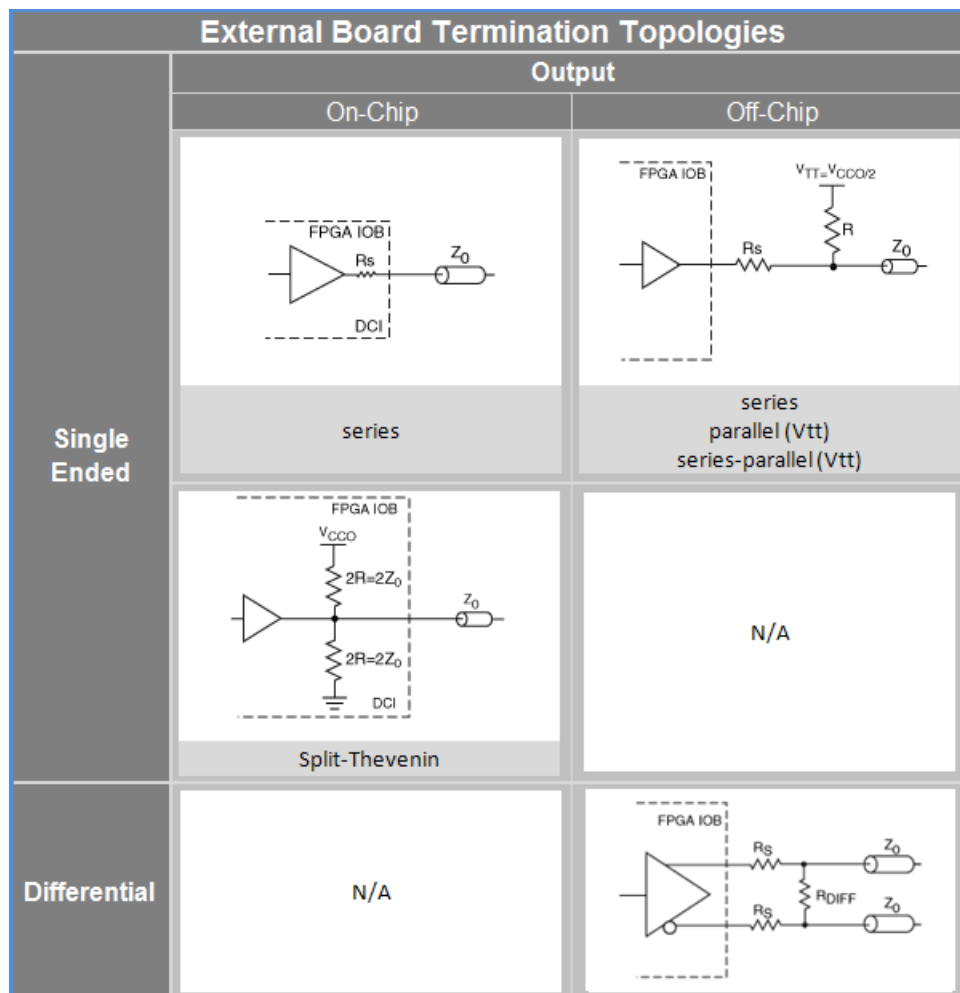 External Board Termination Topologies
Output
On-Chip
Off-Chip
Single
Ended
FPGA IOB
Rs
Z0
DCI
series
FPGA IOB
VTT=VCCO/2
R
Rs
Z0
series
parallel (Vtt)
series-parallel (Vtt)
FPGA IOB
VCCO
2R=2Z0
Z0
2R=2Z0
DCI
Split-Thevenin
N/A
Differential
N/A
FPGA IOB
RS
Z0
RDIFF
RS
Z0